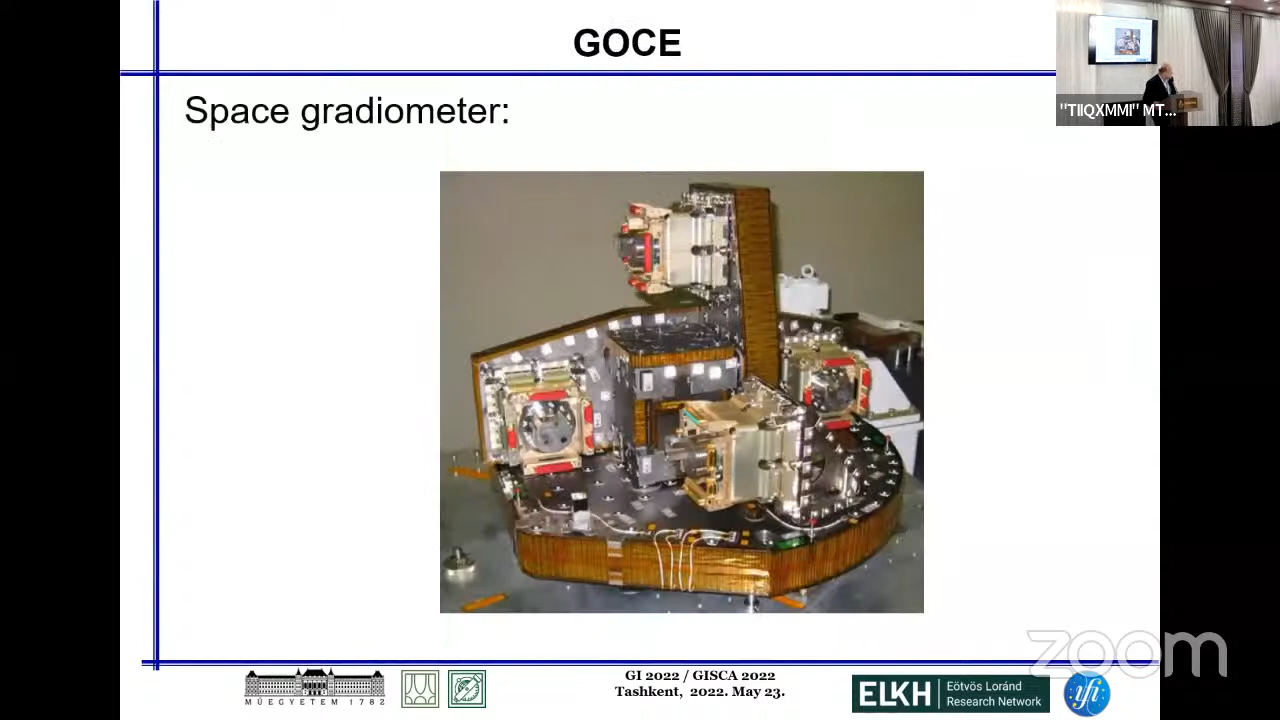 GOCE
Space gradiometer:
"TIIQXMMI" MT...
zoom
MŰEGYETEM 1782
GI 2022 / GISCA 2022
Tashkent, 2022. May 23.
ELKH
Eötvös Loránd
Research Network
yfi